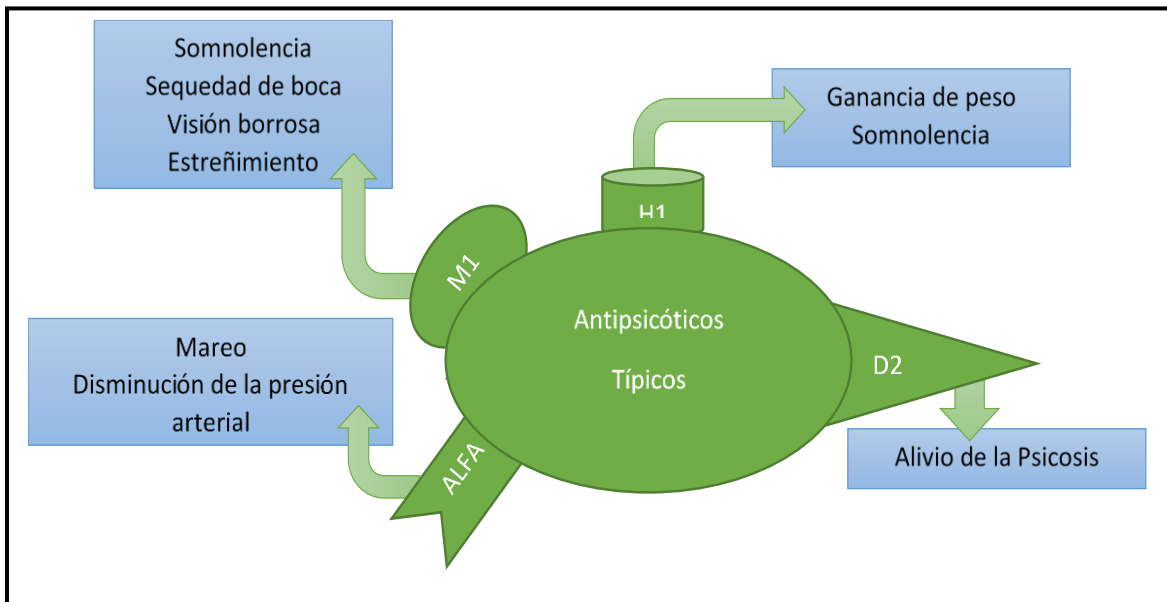 Somnolencia
Sequedad de boca
Visión borrosa
Estreñimiento
Ganancia de peso
Somnolencia
H1
M1
Antipsicóticos
Típicos
D2
Mareo
Disminución de la presión
arterial
ALFA
Alivio de la Psicosis